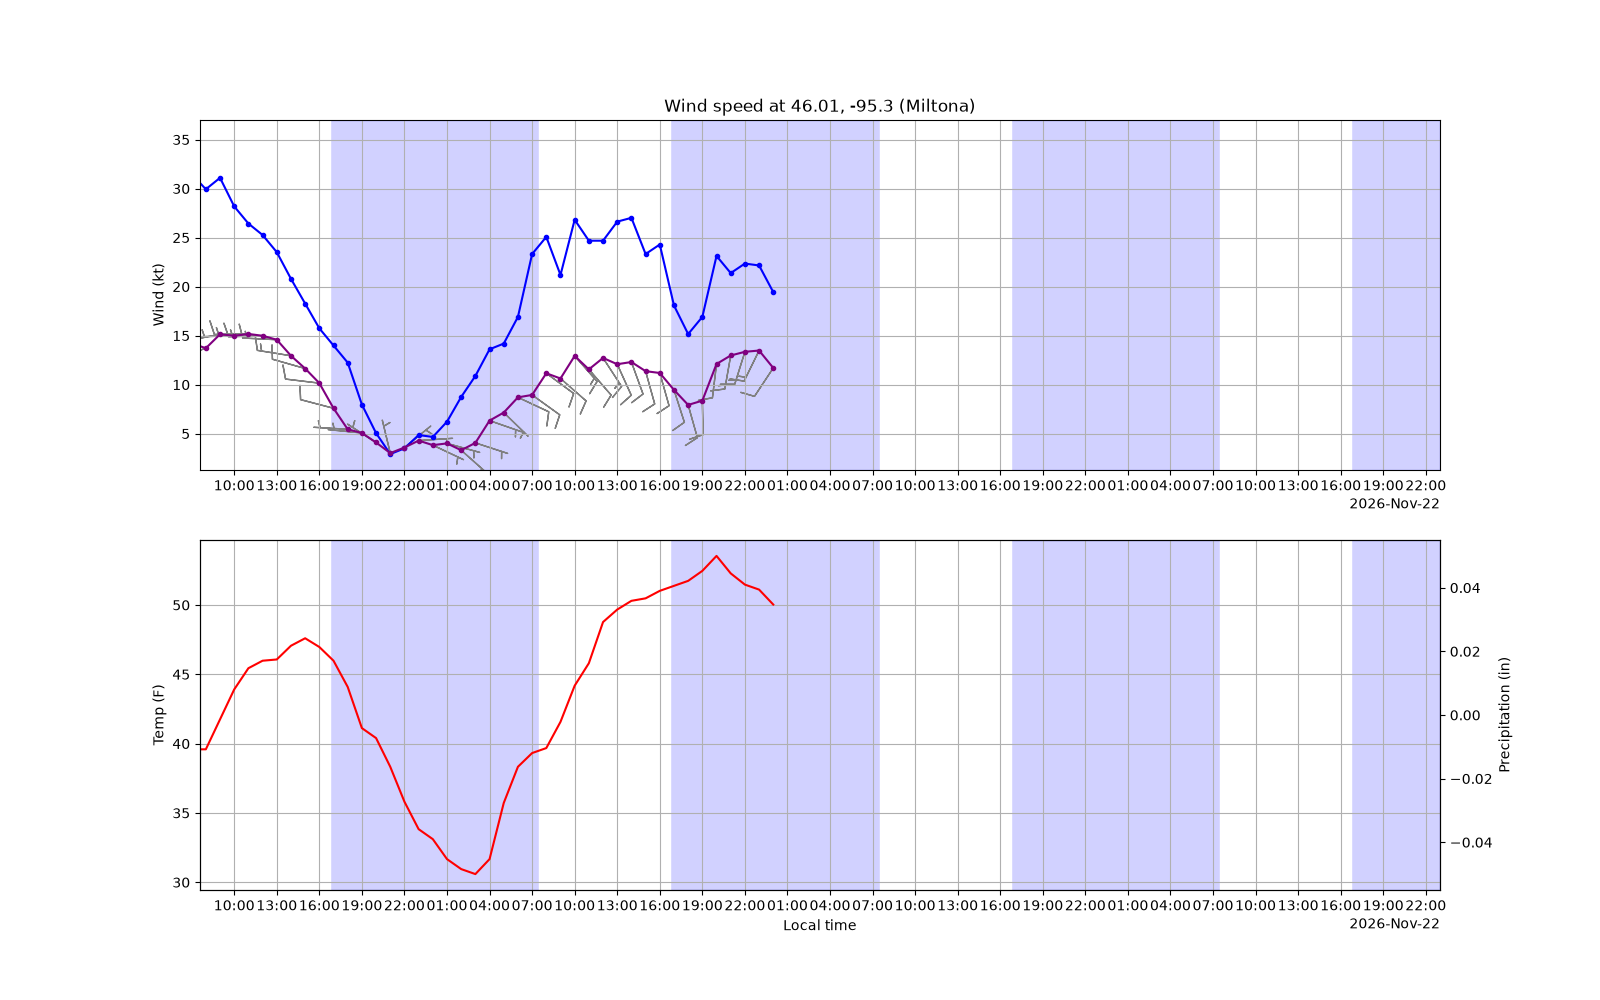 Wind speed at 46.01, -95.3 (Miltona)
35
30
25
20
15
10
5
Wind (kt)
10:00 13:00 16:00 19:00 22:00 01:00 04:00 07:00 10:00 13:00 16:00 19:00 22:00 01:00 04:00 07:00 10:00 13:00 16:00 19:00 22:00 01:00 04:00 07:00 10:00 13:00 16:00 19:00 22:00
2026-Nov-22
50
45
40
35
30
Temp (F)
0.04
0.02
0.00
−0.02
−0.04
Precipitation (in)
10:00 13:00 16:00 19:00 22:00 01:00 04:00 07:00 10:00 13:00 16:00 19:00 22:00 01:00 04:00 07:00 10:00 13:00 16:00 19:00 22:00 01:00 04:00 07:00 10:00 13:00 16:00 19:00 22:00
Local time
2026-Nov-22